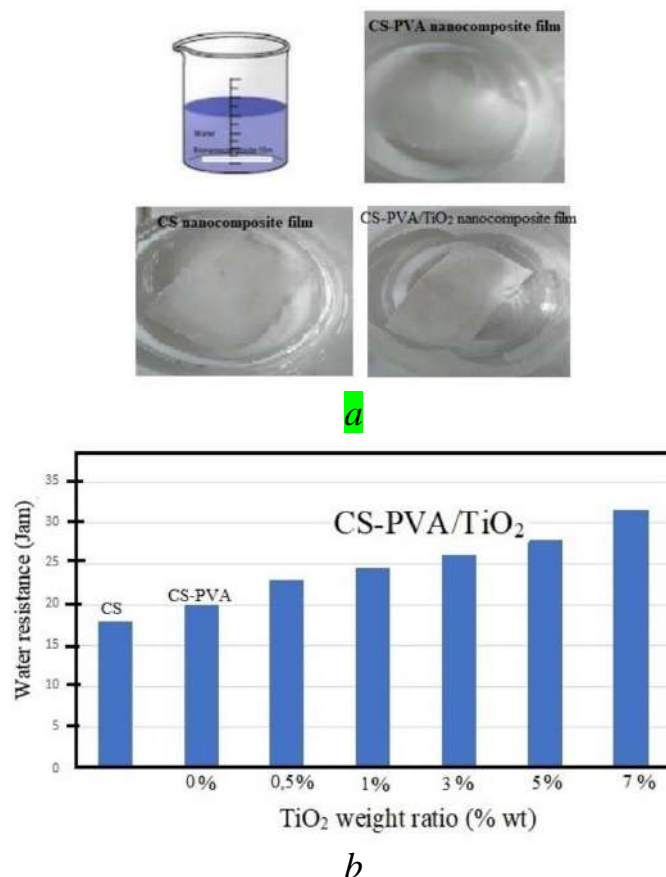 CS-PVA nanocomposite film
Water
CS nanocomposite film
CS-PVA/TiO₂ nanocomposite film
a
Water resistance (Jam)
35
30
25
20
15
10
5
0
CS-PVA/TiO₂
CS
CS-PVA
0% 0,5% 1% 3% 5% 7%
TiO₂ weight ratio (% wt)
b